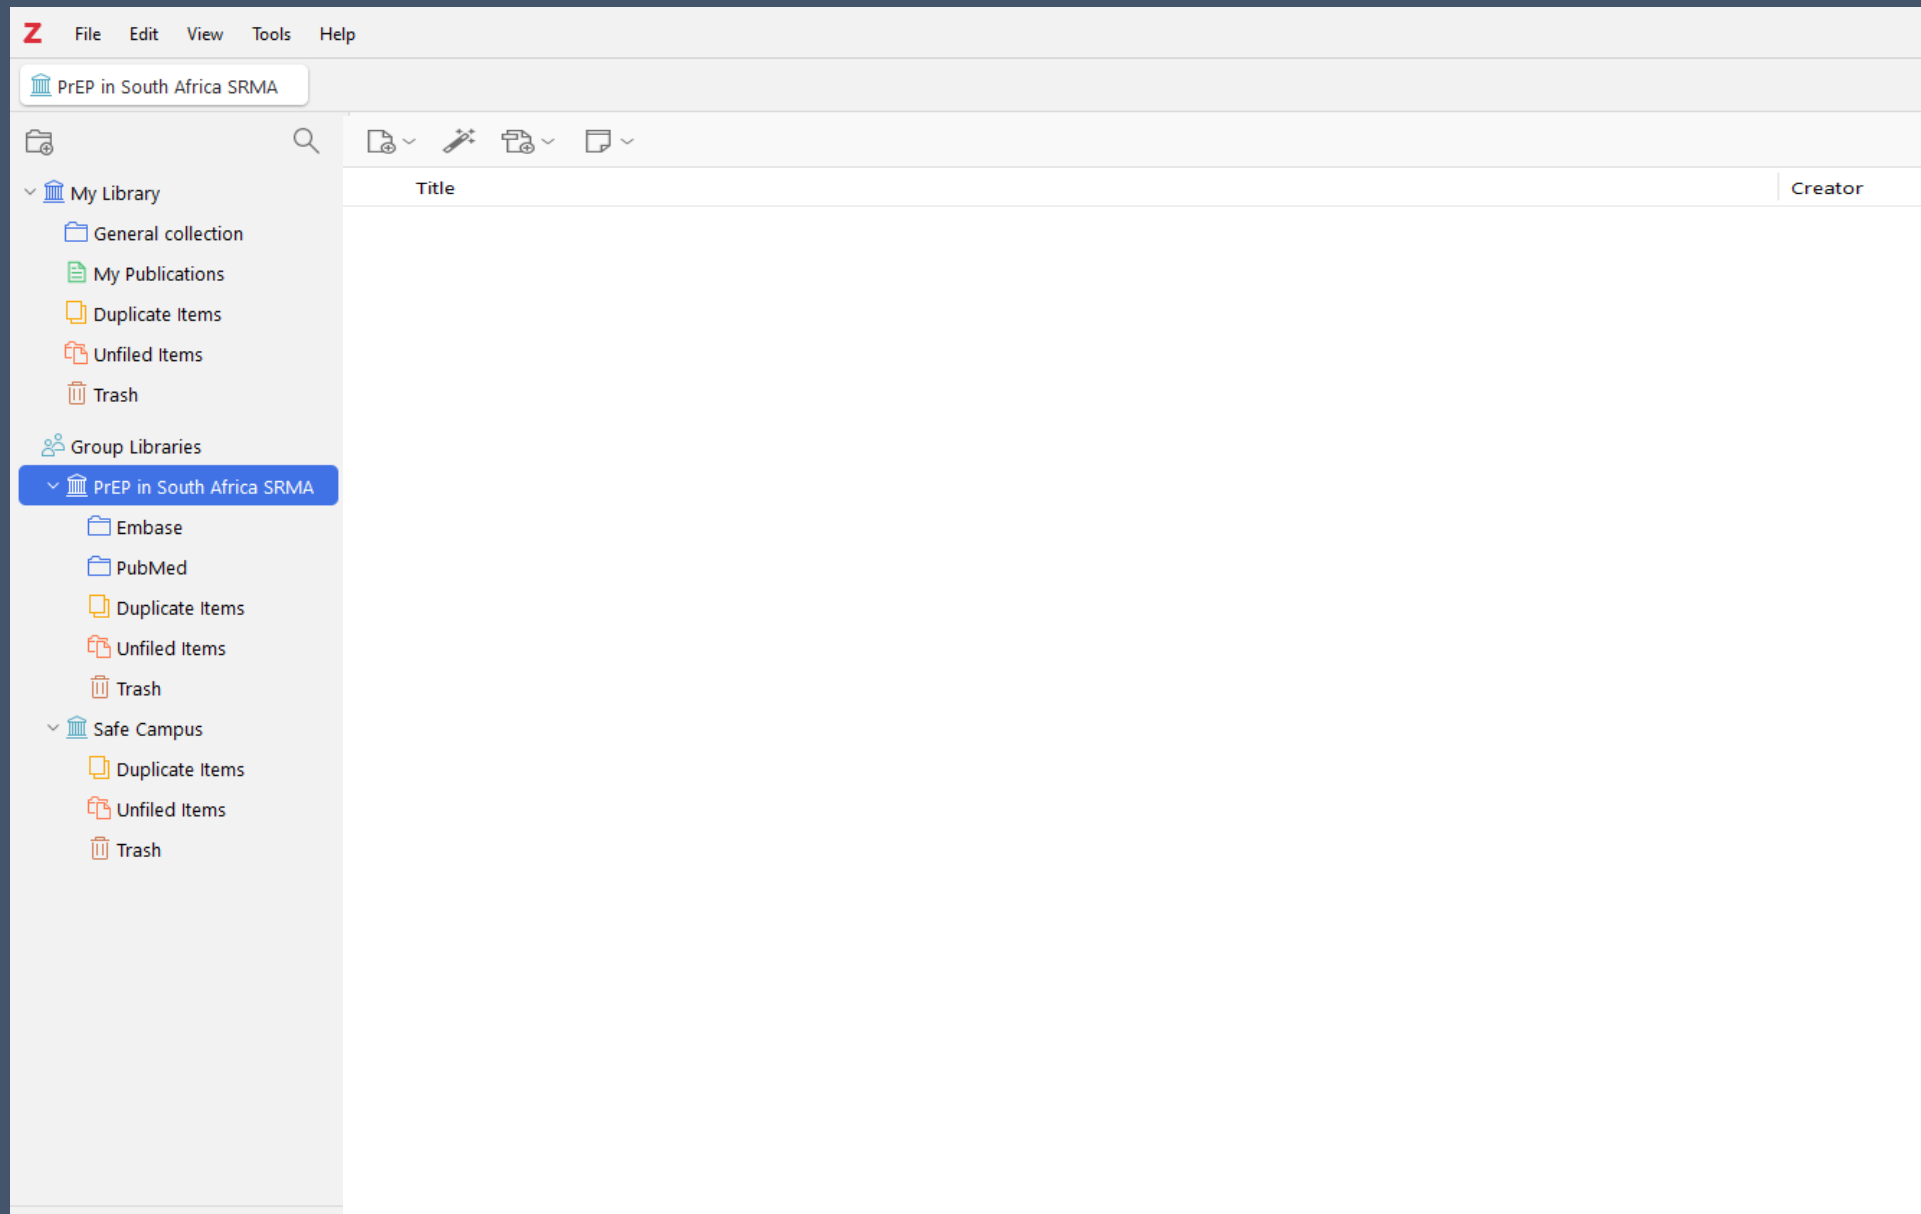 Z File Edit View Tools Help
PrEP in South Africa SRMA
Title Creator
My Library
General collection
My Publications
Duplicate Items
Unfiled Items
Trash
Group Libraries
PrEP in South Africa SRMA
Embase
PubMed
Duplicate Items
Unfiled Items
Trash
Safe Campus
Duplicate Items
Unfiled Items
Trash